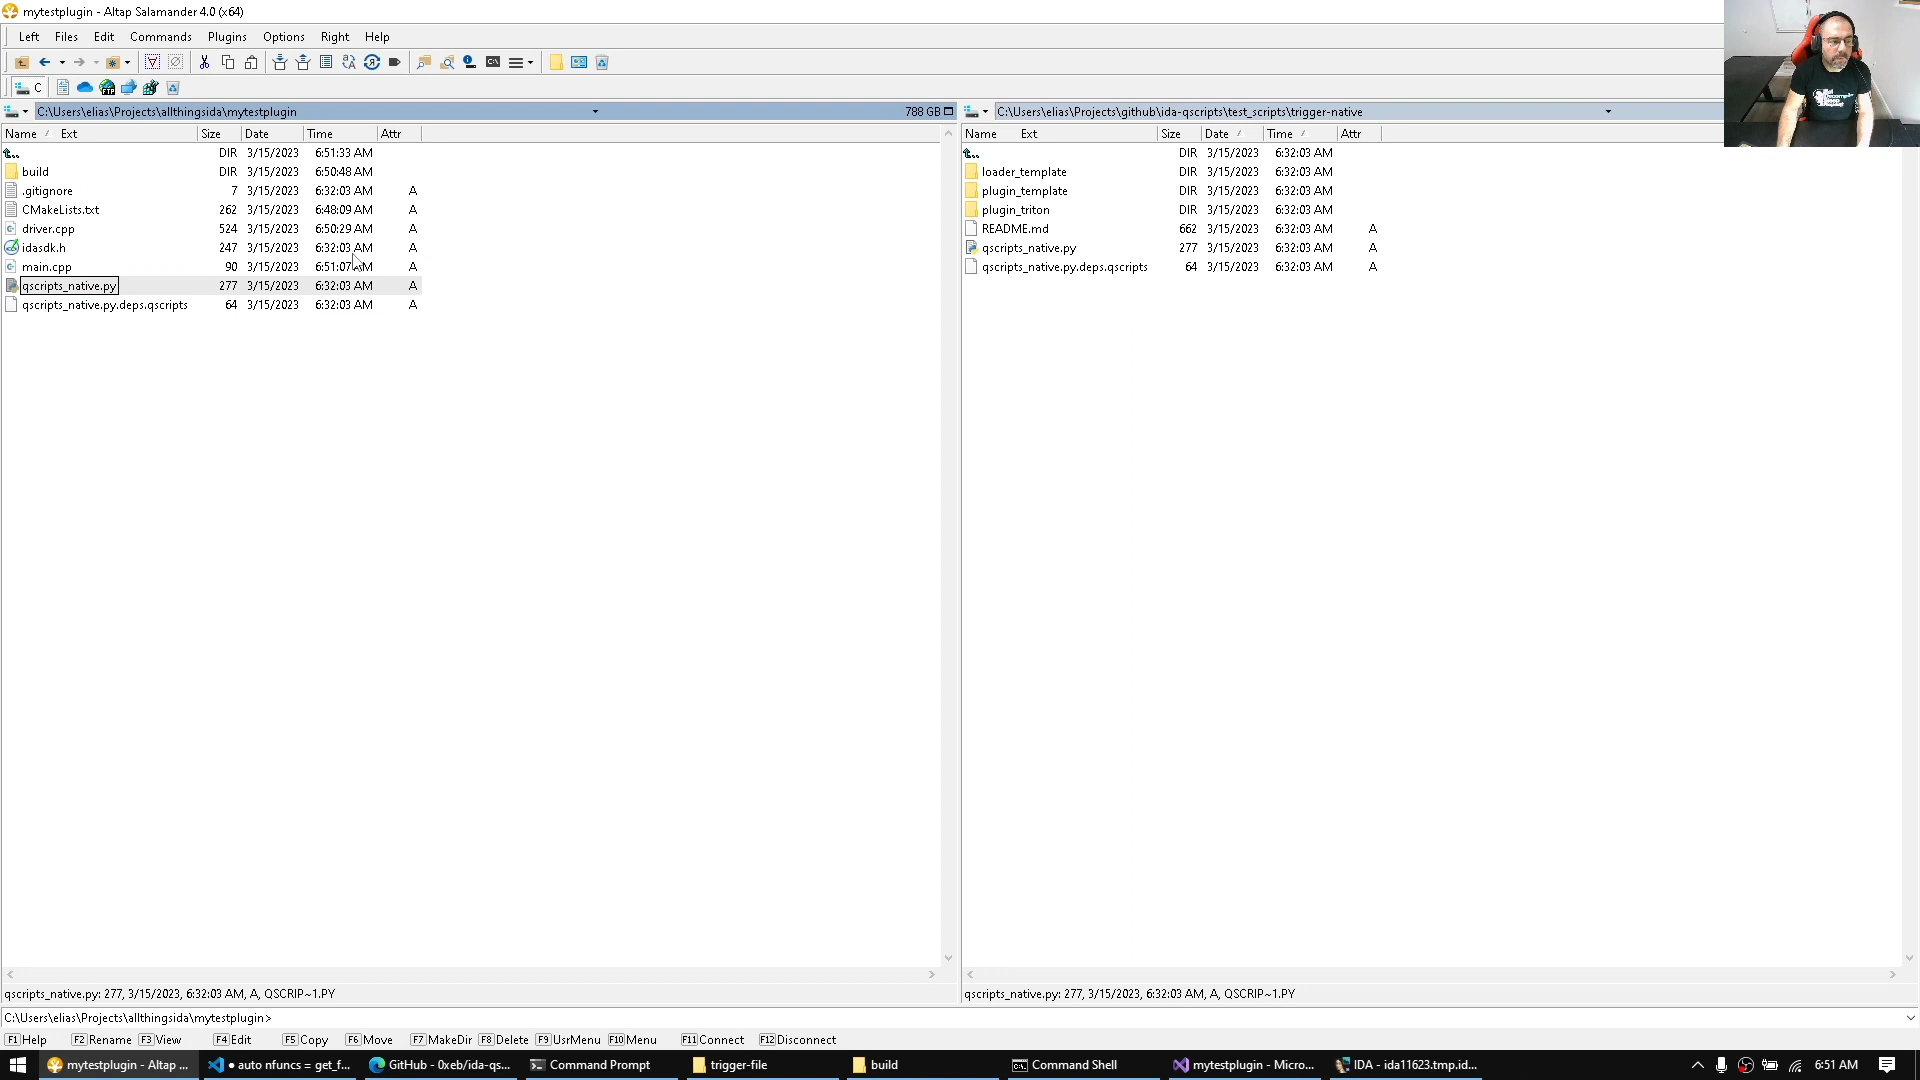 mytestplugin - Altap Salamander 4.0 (x64)
Left Files Edit Commands Plugins Options Right Help
C
C:\Users\elias\Projects\allthingsida\mytestplugin 788 GB
Name Ext Size Date Time Attr
.. DIR 3/15/2023 6:51:33 AM
build DIR 3/15/2023 6:50:48 AM
.gitignore 7 3/15/2023 6:32:03 AM A
CMakeLists.txt 262 3/15/2023 6:48:09 AM A
driver.cpp 524 3/15/2023 6:50:29 AM A
idasdk.h 247 3/15/2023 6:32:03 AM A
main.cpp 90 3/15/2023 6:51:07 AM A
qscripts_native.py 277 3/15/2023 6:32:03 AM A
qscripts_native.py.deps.qscripts 64 3/15/2023 6:32:03 AM A
qscripts_native.py: 277, 3/15/2023, 6:32:03 AM, A, QSCRIP~1.PY
C:\Users\elias\Projects\github\ida-qscripts\test_scripts\trigger-native
Name Ext Size Date Time Attr
.. DIR 3/15/2023 6:32:03 AM
loader_template DIR 3/15/2023 6:32:03 AM
plugin_template DIR 3/15/2023 6:32:03 AM
plugin_triton DIR 3/15/2023 6:32:03 AM
README.md 662 3/15/2023 6:32:03 AM A
qscripts_native.py 277 3/15/2023 6:32:03 AM A
qscripts_native.py.deps.qscripts 64 3/15/2023 6:32:03 AM A
qscripts_native.py: 277, 3/15/2023, 6:32:03 AM, A, QSCRIP~1.PY
C:\Users\elias\Projects\allthingsida\mytestplugin>
F1 Help F2 Rename F3 View F4 Edit F5 Copy F6 Move F7 MakeDir F8 Delete F9 UsrMenu F10 Menu F11 Connect F12 Disconnect
mytestplugin - Altap ... ● auto nfuncs = get_f... GitHub - 0xeb/ida-qs... Command Prompt trigger-file build Command Shell mytestplugin - Micro... IDA - ida11623.tmp.id... 6:51 AM